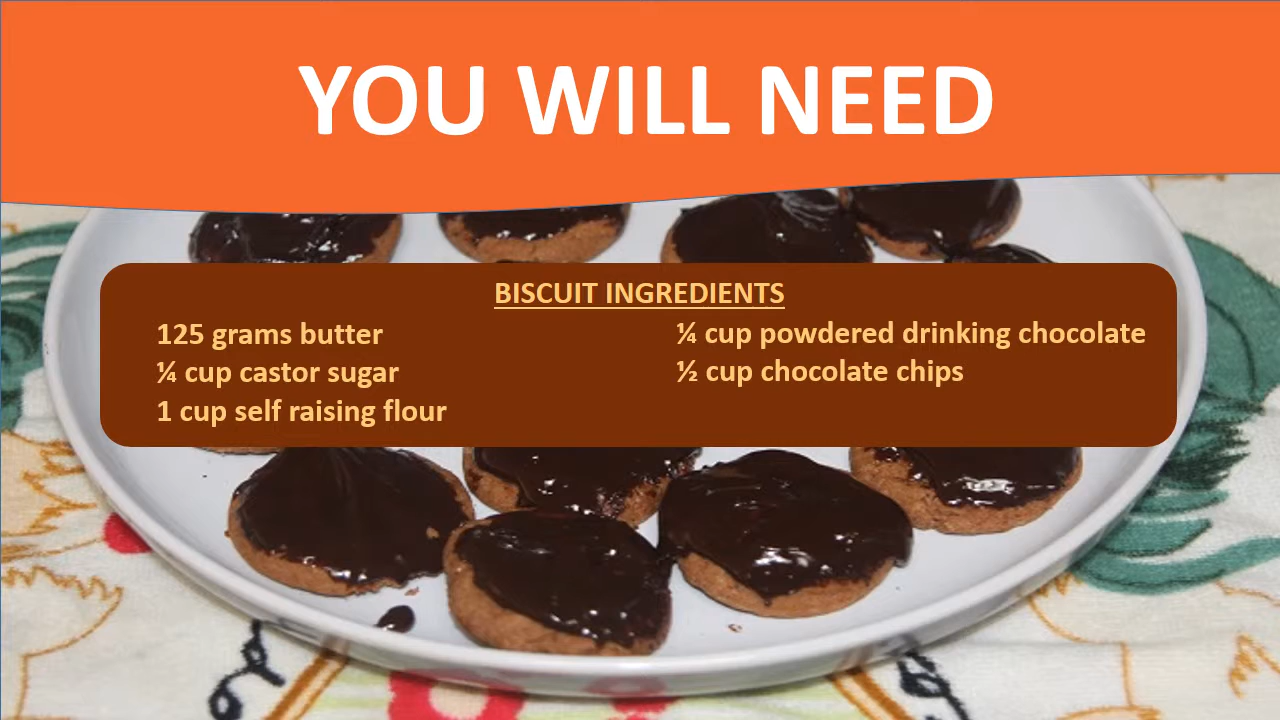 YOU WILL NEED
BISCUIT INGREDIENTS
125 grams butter
¼ cup castor sugar
1 cup self raising flour
¼ cup powdered drinking chocolate
½ cup chocolate chips